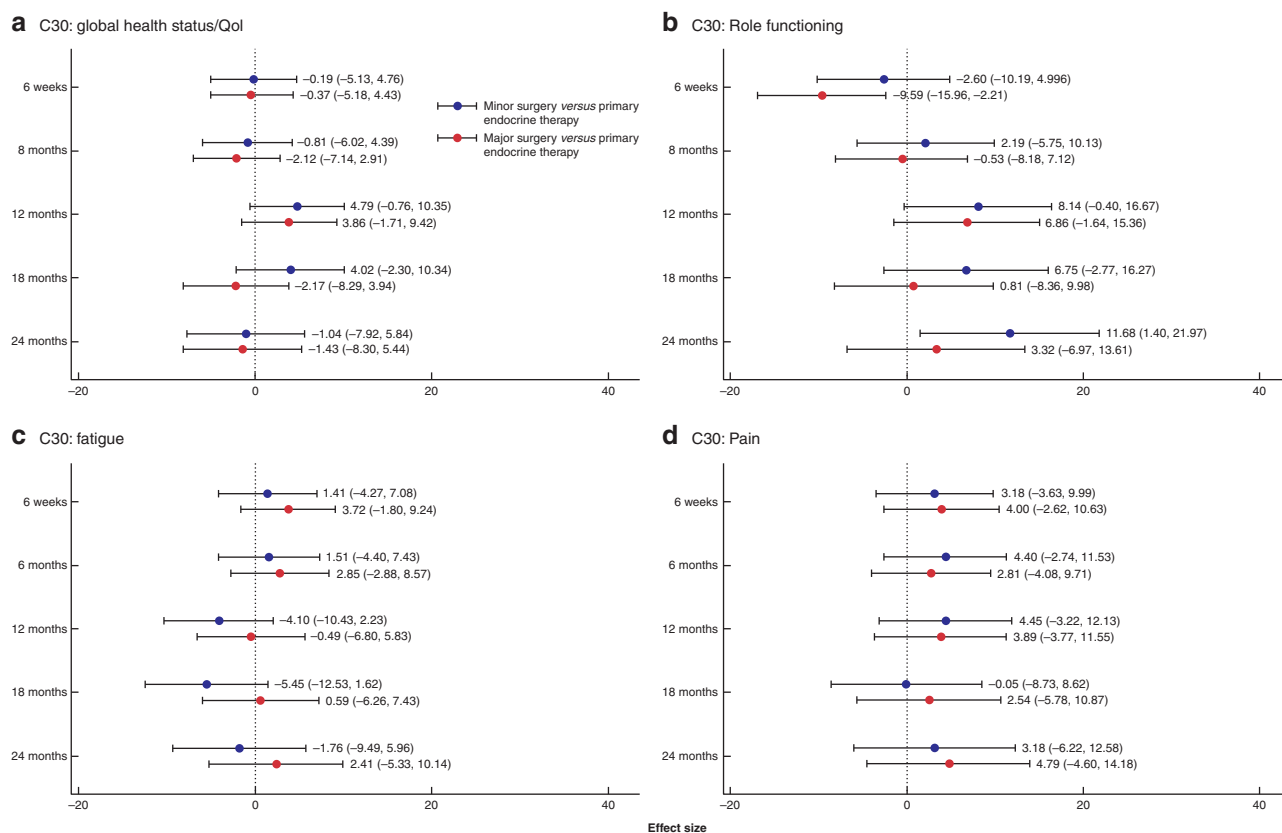 a C30: global health status/Qol
6 weeks
−0.19 (−5.13, 4.76)
−0.37 (−5.18, 4.43)
Minor surgery versus primary
endocrine therapy
Major surgery versus primary
endocrine therapy
8 months
−0.81 (−6.02, 4.39)
−2.12 (−7.14, 2.91)
12 months
4.79 (−0.76, 10.35)
3.86 (−1.71, 9.42)
18 months
4.02 (−2.30, 10.34)
−2.17 (−8.29, 3.94)
24 months
−1.04 (−7.92, 5.84)
−1.43 (−8.30, 5.44)
−20 0 20 40
b C30: Role functioning
6 weeks
−2.60 (−10.19, 4.996)
−9.59 (−15.96, −2.21)
8 months
2.19 (−5.75, 10.13)
−0.53 (−8.18, 7.12)
12 months
8.14 (−0.40, 16.67)
6.86 (−1.64, 15.36)
18 months
6.75 (−2.77, 16.27)
0.81 (−8.36, 9.98)
24 months
11.68 (1.40, 21.97)
3.32 (−6.97, 13.61)
−20 0 20 40
c C30: fatigue
6 weeks
1.41 (−4.27, 7.08)
3.72 (−1.80, 9.24)
6 months
1.51 (−4.40, 7.43)
2.85 (−2.88, 8.57)
12 months
−4.10 (−10.43, 2.23)
−0.49 (−6.80, 5.83)
18 months
−5.45 (−12.53, 1.62)
0.59 (−6.26, 7.43)
24 months
−1.76 (−9.49, 5.96)
2.41 (−5.33, 10.14)
−20 0 20 40
d C30: Pain
6 weeks
3.18 (−3.63, 9.99)
4.00 (−2.62, 10.63)
6 months
4.40 (−2.74, 11.53)
2.81 (−4.08, 9.71)
12 months
4.45 (−3.22, 12.13)
3.89 (−3.77, 11.55)
18 months
−0.05 (−8.73, 8.62)
2.54 (−5.78, 10.87)
24 months
3.18 (−6.22, 12.58)
4.79 (−4.60, 14.18)
−20 0 20 40
Effect size